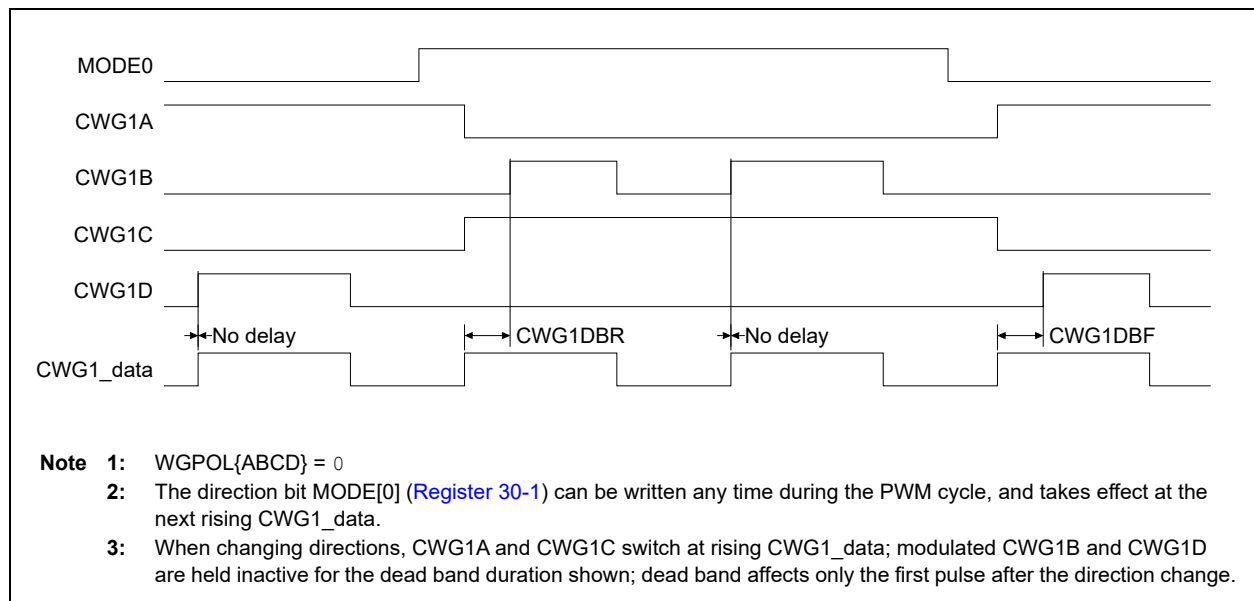 MODE0
CWG1A
CWG1B
CWG1C
CWG1D
No delay CWG1DBR No delay CWG1DBF
CWG1_data
Note 1: WGPOL{ABCD} = 0
2: The direction bit MODE[0] (Register 30-1) can be written any time during the PWM cycle, and takes effect at the
next rising CWG1_data.
3: When changing directions, CWG1A and CWG1C switch at rising CWG1_data; modulated CWG1B and CWG1D
are held inactive for the dead band duration shown; dead band affects only the first pulse after the direction change.